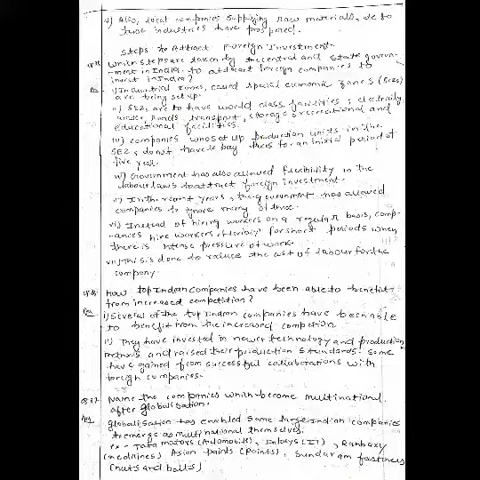 4) Also, local companies supplying raw materials, etc to
these industries have prospered.
Steps to Attract Foreign Investment.
Which steps are taken by the central and state govern-
ment in India to attract foreign companies to
invest in India?
i) Industrial zones, called special economic zones (SEZs)
are being set up.
ii) SEZs are to have world class facilities; electricity
roads, transport, storage, recreational and
educational facilities.
iii) companies who set up production units in the
SEZ, do not have to pay taxes for an initial period of
five years.
iv) Government has also allowed flexibility in the
labour laws to attract foreign investment.
v) In the recent years, the government has allowed
companies to ignore many of these.
vi) Instead of hiring workers on a regular basis, comp-
anies hire workers flexibly for short periods when
there is intense pressure of work.
vii) This is done to reduce the cost of labour for the
company.
How top Indian companies have been able to benefit
from increased competition?
Ans i) Several of the top Indian companies have been able
to benefit from the increased competion
ii) They have invested in newer technology and production
methods and raised their production standards. Some
have gained from successful collaborations with
foreign companies.
Name the companies which become multinational
after globalisation.
Ans Globalisation has enabled some large Indian companies
to emerge as multinational themselves.
ex - Tata motors (Automobiles), Infosys (IT), Ranbaxy
(medicines) Asian paints (paints), Sundaram fasteners
(nuts and bolts)